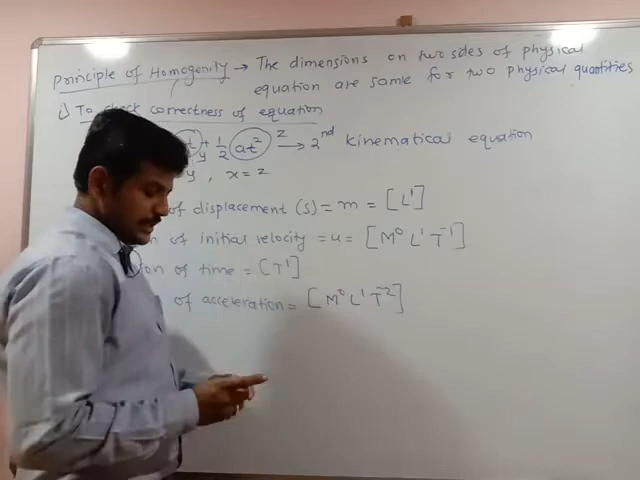 Principle of Homogenity → The dimensions on two sides of physical
equation are same for two physical quantities
i) To check correctness of equation
t + 1/2 at² → 2nd kinematical equation
y z
y , x = z
of displacement (s) = m = [L¹]
of initial velocity = u = [M⁰ L¹ T⁻¹]
on of time = [T¹]
of acceleration = [M⁰ L¹ T⁻²]